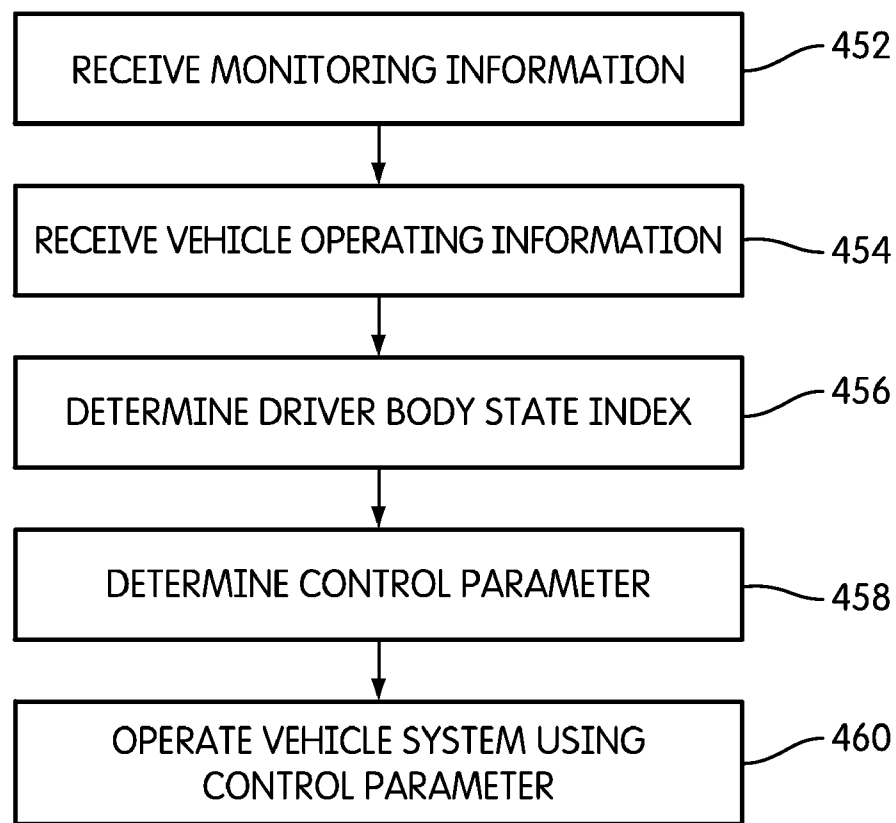 RECEIVE MONITORING INFORMATION
452
RECEIVE VEHICLE OPERATING INFORMATION
454
DETERMINE DRIVER BODY STATE INDEX
456
DETERMINE CONTROL PARAMETER
458
OPERATE VEHICLE SYSTEM USING
CONTROL PARAMETER
460